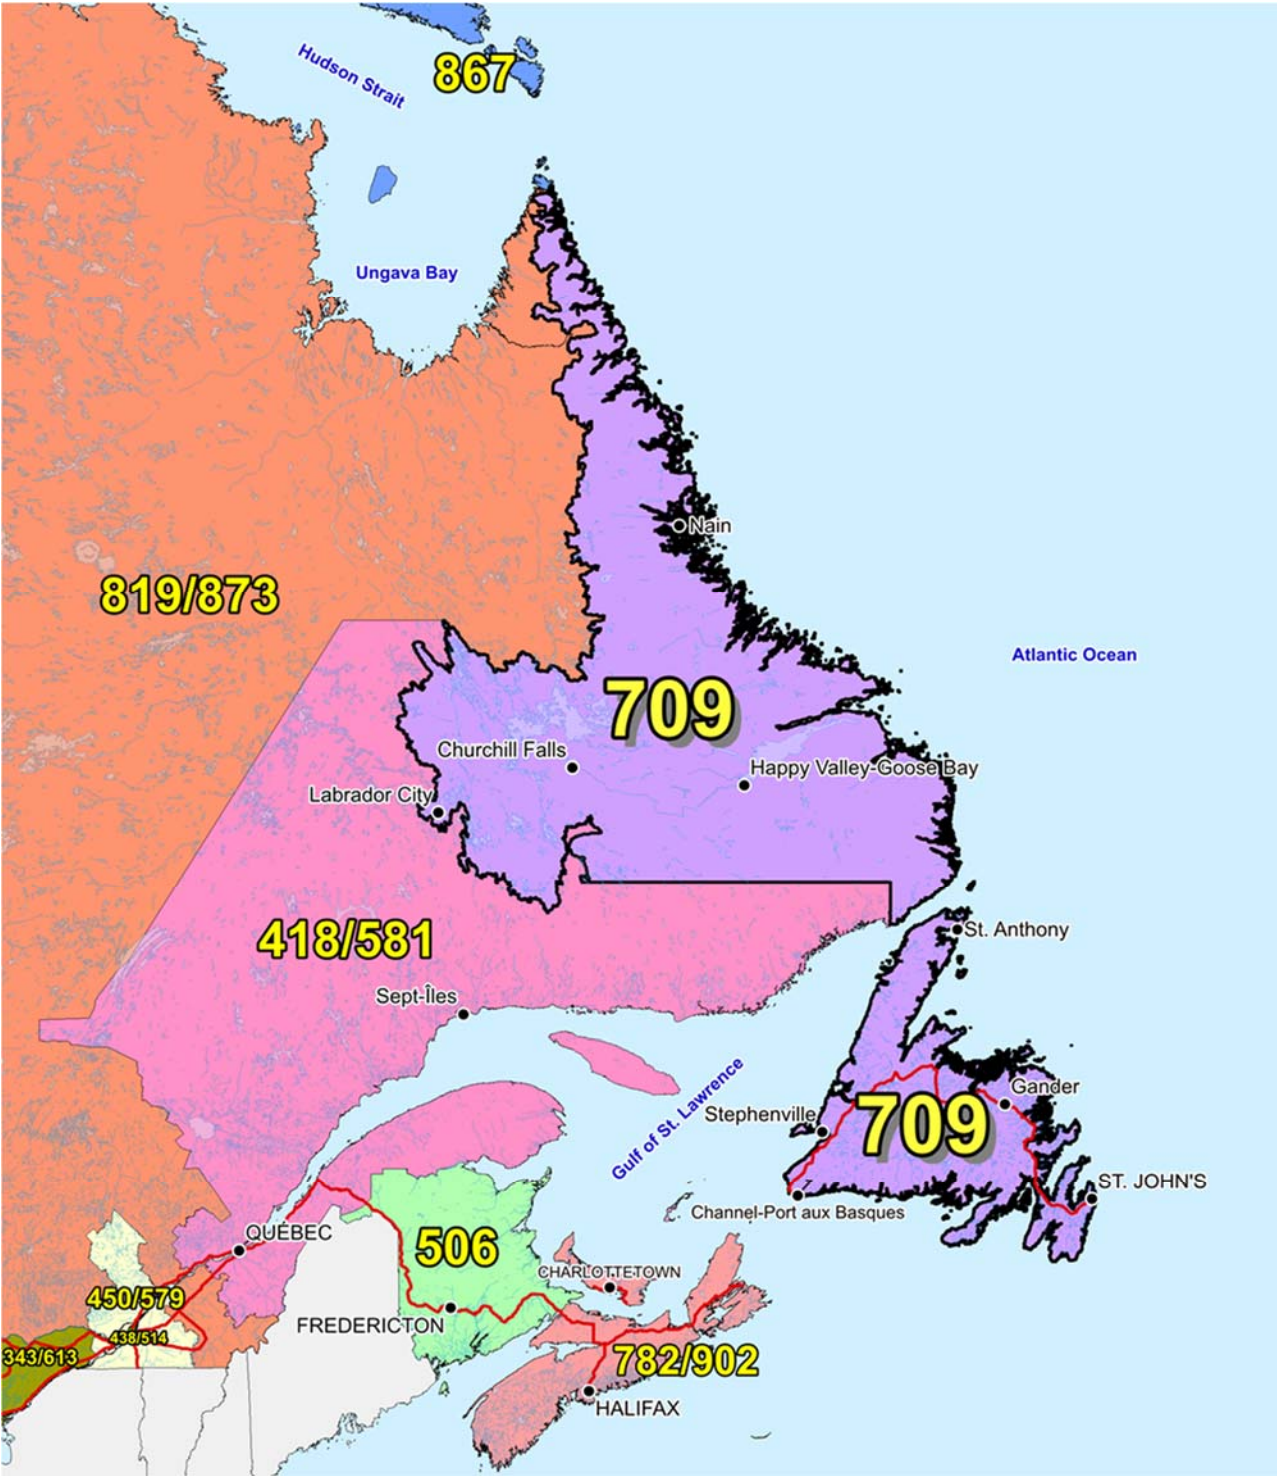 867
Hudson Strait
Ungava Bay
Nain
819/873
Atlantic Ocean
709
Churchill Falls
Happy Valley-Goose Bay
Labrador City
418/581
St. Anthony
Sept-Îles
Gulf of St. Lawrence
Gander
Stephenville
709
ST. JOHN'S
Channel-Port aux Basques
QUÉBEC
506
CHARLOTTETOWN
450/579
FREDERICTON
438/514
343/613
782/902
HALIFAX